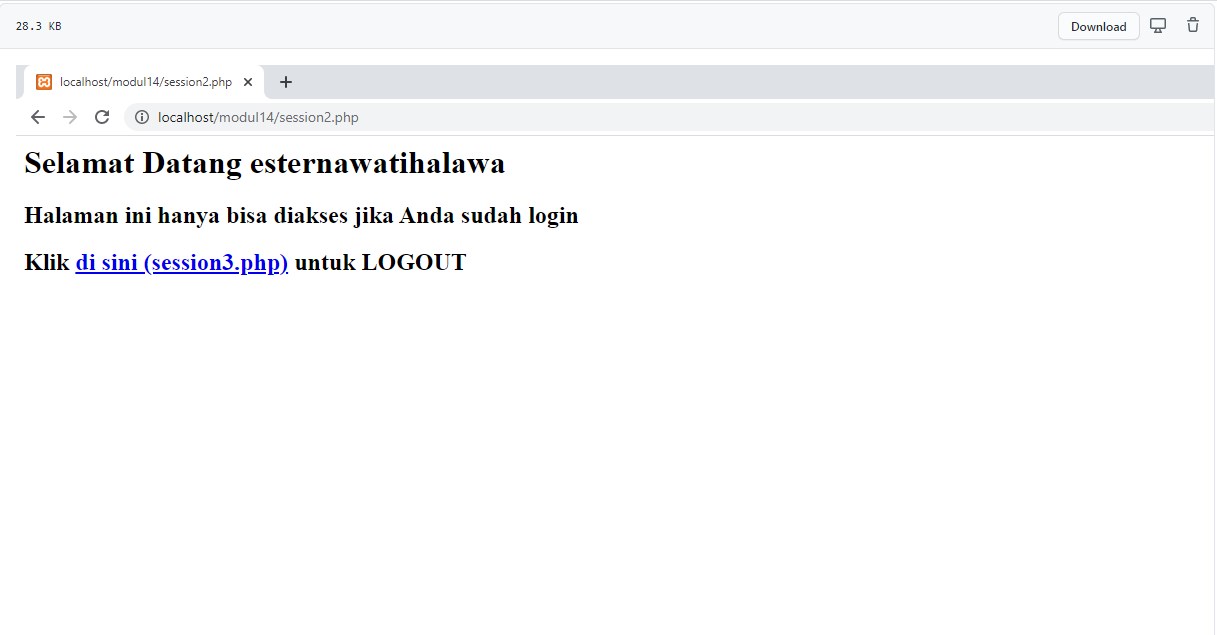 28.3 KB
Download
localhost/modul14/session2.php
localhost/modul14/session2.php
Selamat Datang esternawatihalawa
Halaman ini hanya bisa diakses jika Anda sudah login
Klik di sini (session3.php) untuk LOGOUT